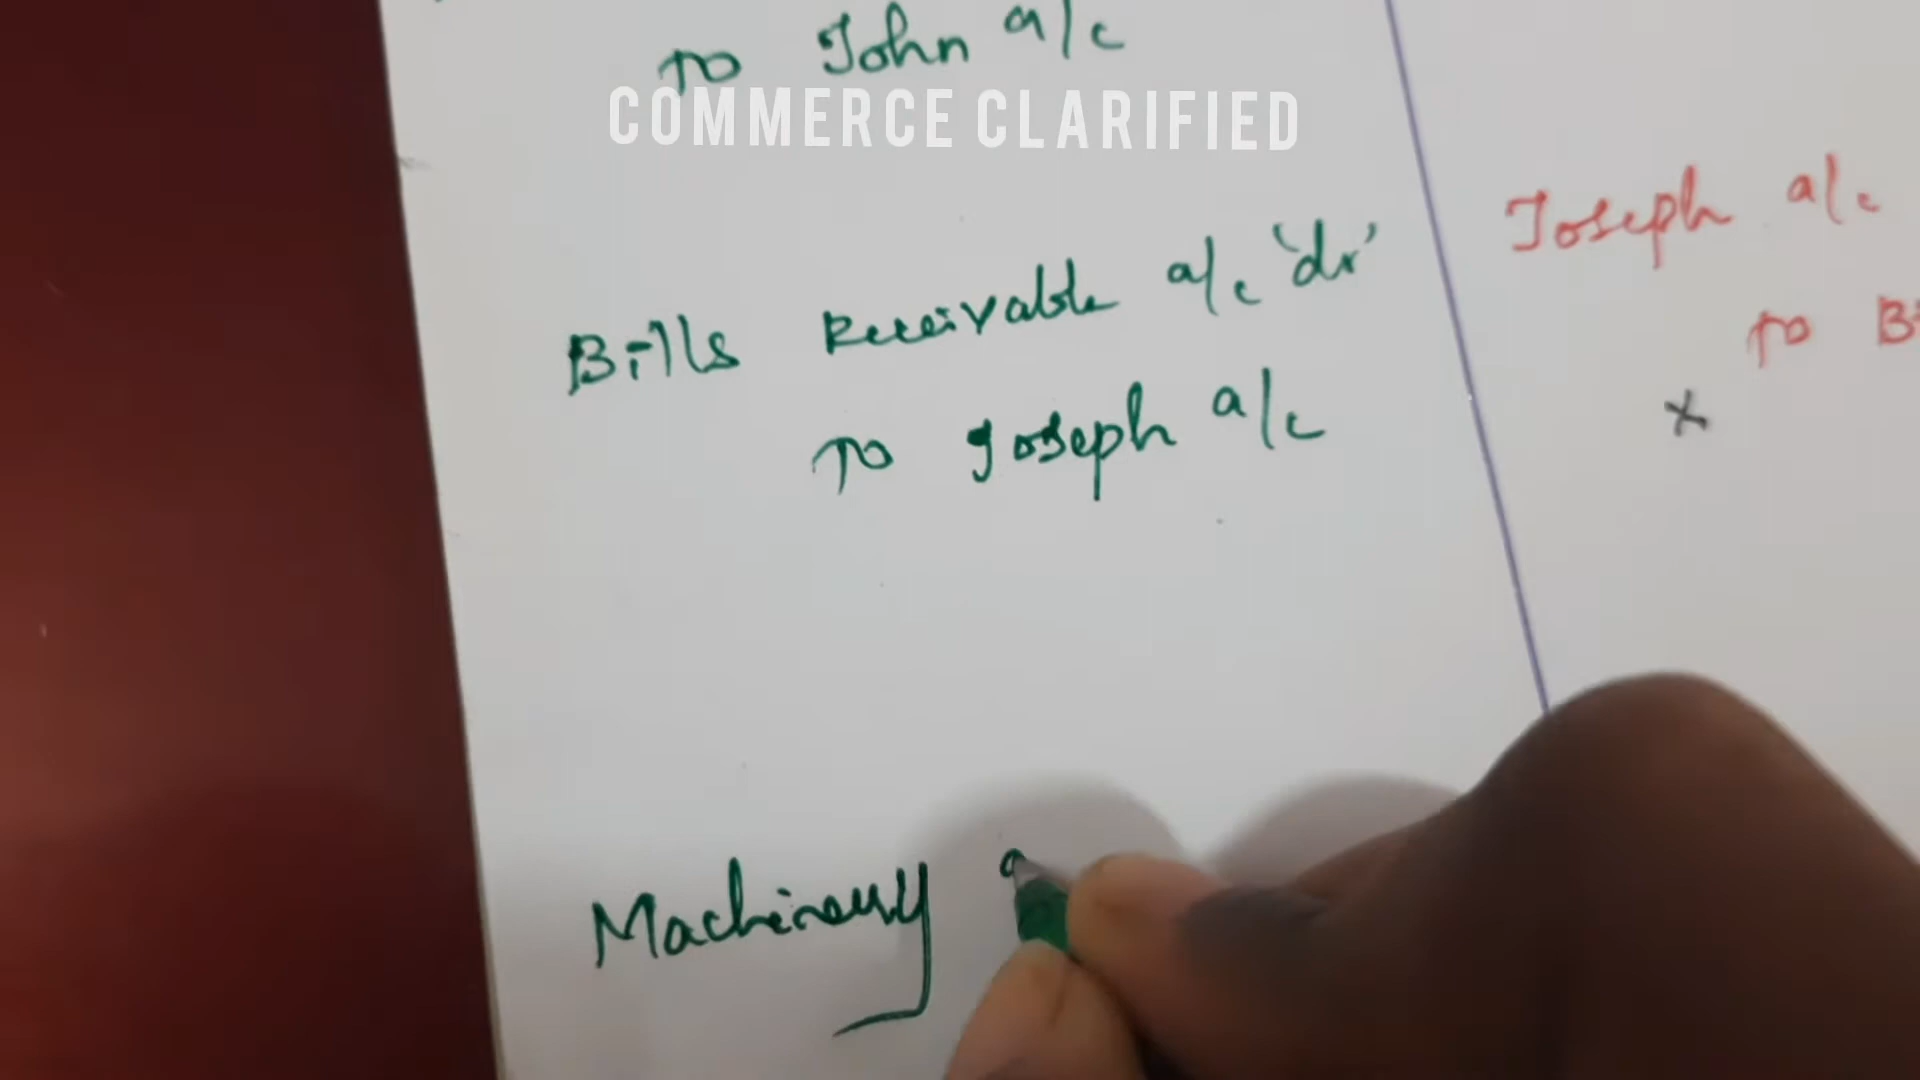 To John a/c
COMMERCE CLARIFIED
Bills Receivable a/c 'dr'
To Joseph a/c
Machinery a
Joseph a/c
To B
x